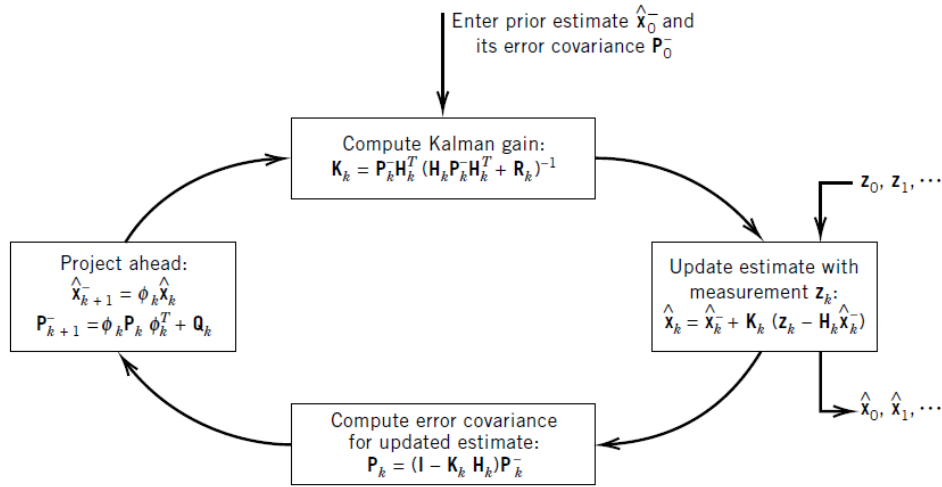 Enter prior estimate x̂₀⁻ and
its error covariance P₀⁻
Compute Kalman gain:
Kₖ = Pₖ⁻Hₖᵀ (HₖPₖ⁻Hₖᵀ + Rₖ)⁻¹
z₀, z₁, ⋯
Project ahead:
x̂ₖ₊₁⁻ = ϕₖx̂ₖ
Pₖ₊₁⁻ = ϕₖPₖ ϕₖᵀ + Qₖ
Update estimate with
measurement zₖ:
x̂ₖ = x̂ₖ⁻ + Kₖ (zₖ − Hₖx̂ₖ⁻)
x̂₀, x̂₁, ⋯
Compute error covariance
for updated estimate:
Pₖ = (I − Kₖ Hₖ)Pₖ⁻